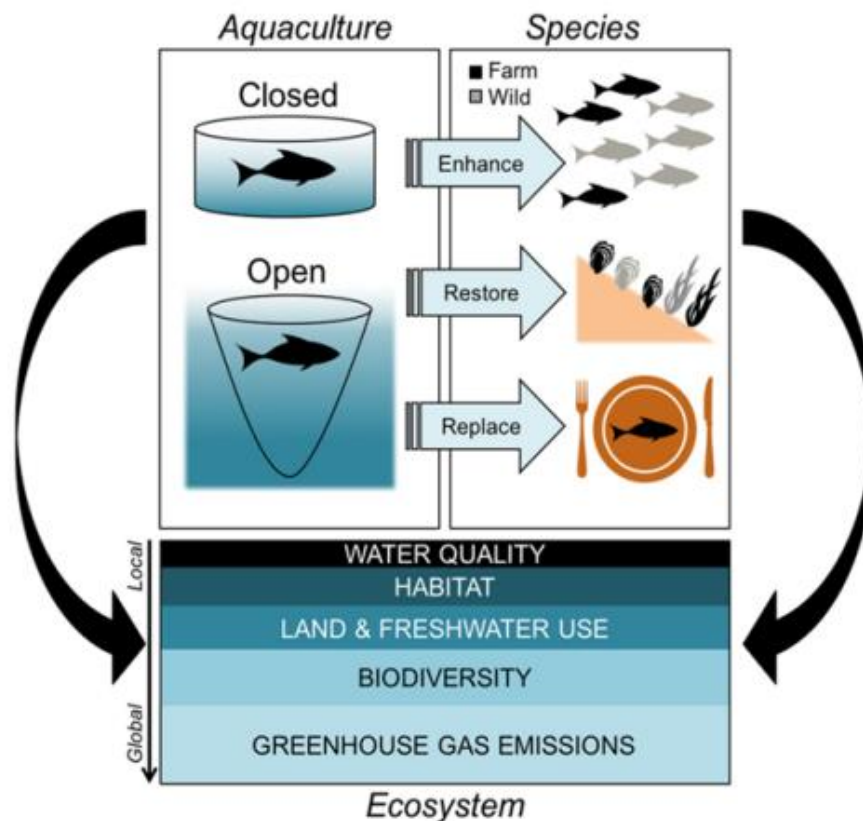 Aquaculture
Species
Closed
Open
Farm
Wild
Enhance
Restore
Replace
Local
Global
WATER QUALITY
HABITAT
LAND & FRESHWATER USE
BIODIVERSITY
GREENHOUSE GAS EMISSIONS
Ecosystem